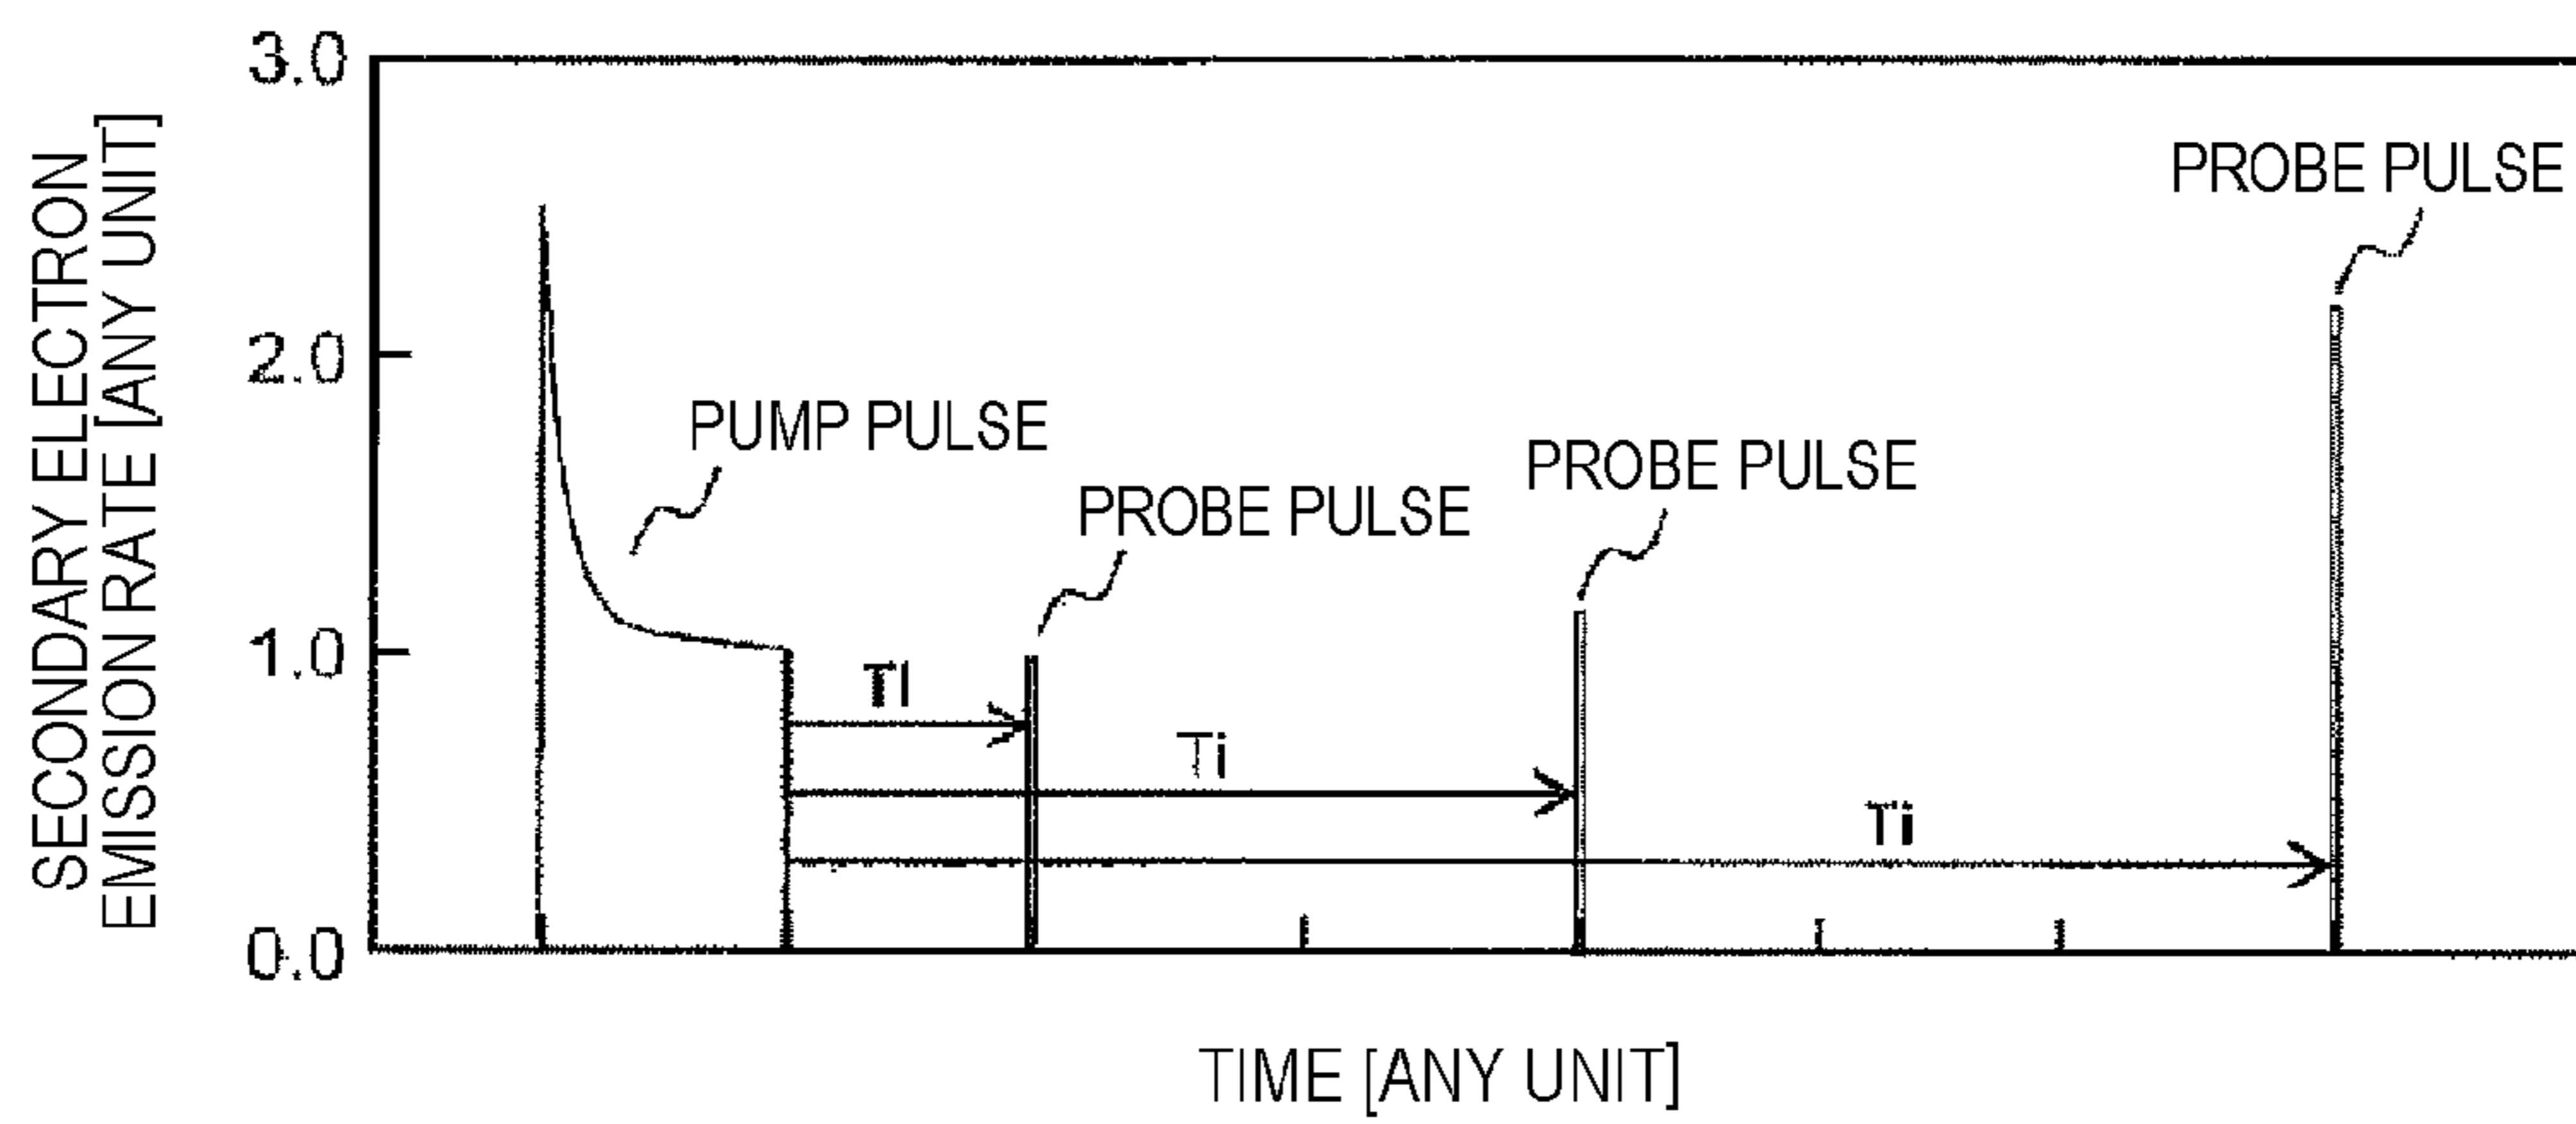 3.0
2.0
1.0
0.0
SECONDARY ELECTRON
EMISSION RATE [ANY UNIT]
PUMP PULSE
PROBE PULSE
PROBE PULSE
PROBE PULSE
Ti
Ti
Ti
TIME [ANY UNIT]